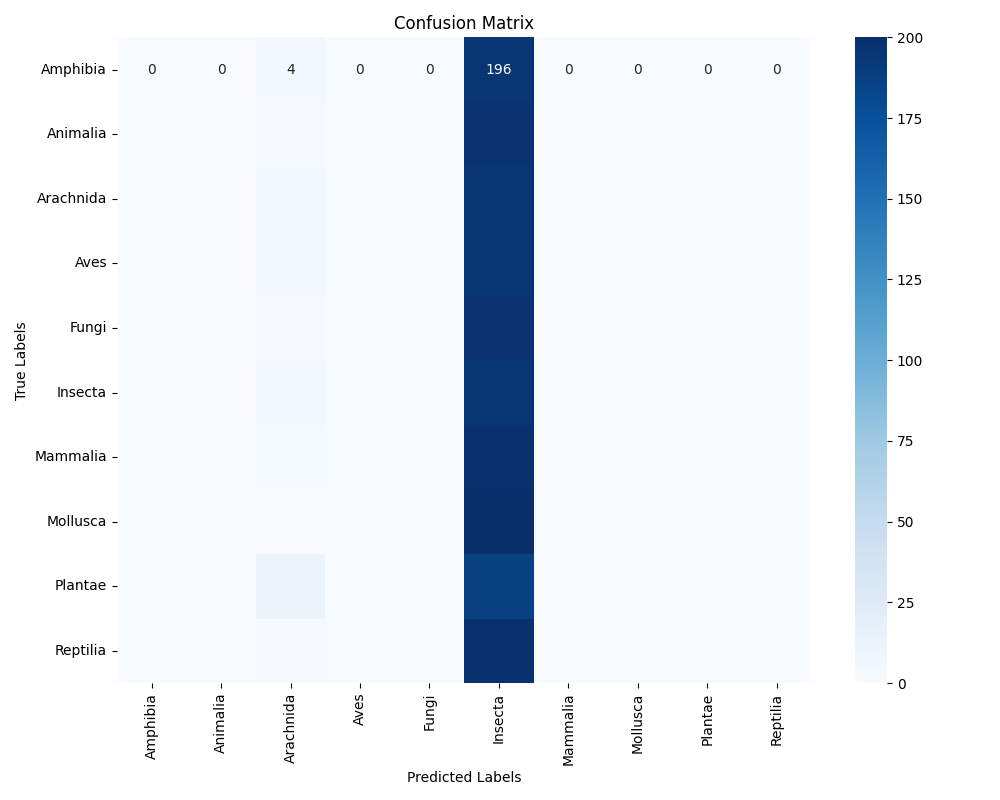 Confusion Matrix
Amphibia
0 0 4 0 0 196 0 0 0 0
Animalia
Arachnida
Aves
Fungi
Insecta
Mammalia
Mollusca
Plantae
Reptilia
True Labels
Amphibia
Animalia
Arachnida
Aves
Fungi
Insecta
Mammalia
Mollusca
Plantae
Reptilia
Predicted Labels
200
175
150
125
100
75
50
25
0